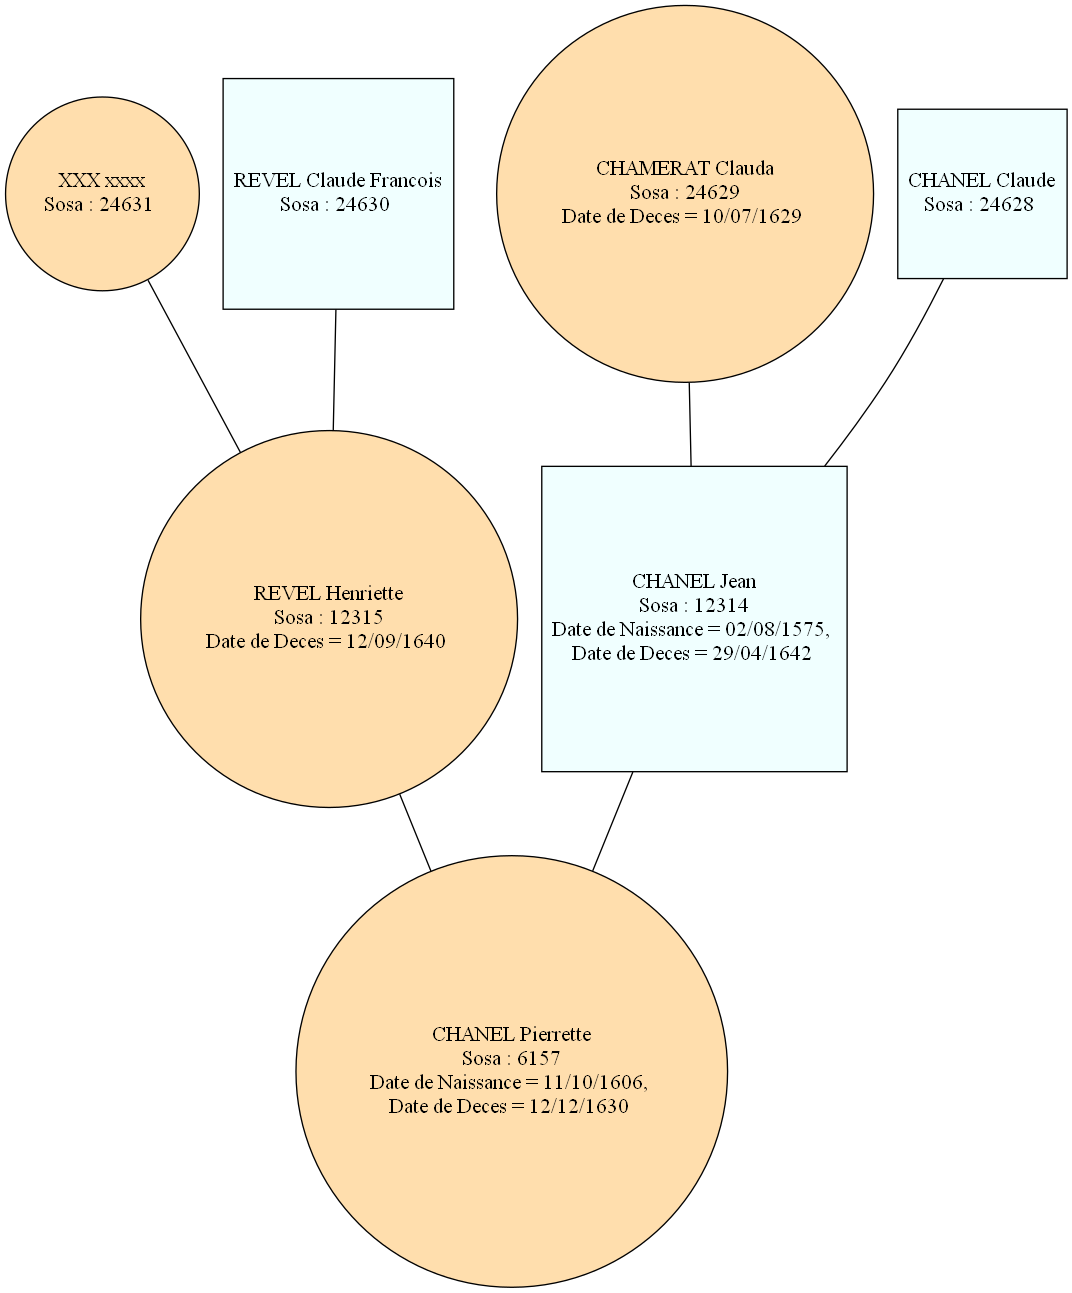 XXX xxxx
Sosa : 24631
REVEL Claude Francois
Sosa : 24630
CHAMERAT Clauda
Sosa : 24629
Date de Deces = 10/07/1629
CHANEL Claude
Sosa : 24628
REVEL Henriette
Sosa : 12315
Date de Deces = 12/09/1640
CHANEL Jean
Sosa : 12314
Date de Naissance = 02/08/1575,
Date de Deces = 29/04/1642
CHANEL Pierrette
Sosa : 6157
Date de Naissance = 11/10/1606,
Date de Deces = 12/12/1630